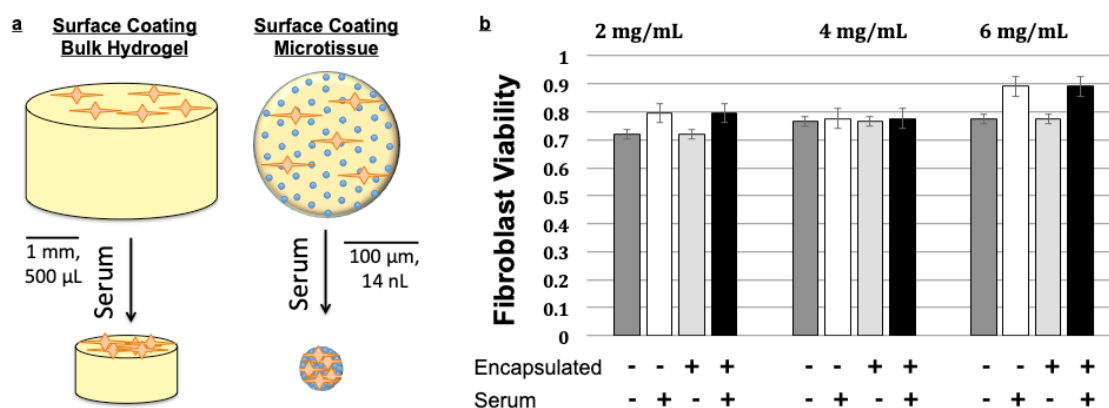 a
Surface Coating
Bulk Hydrogel
Surface Coating
Microtissue
1 mm,
500 µL
Serum
Serum
100 µm,
14 nL
b
2 mg/mL
4 mg/mL
6 mg/mL
Fibroblast Viability
1
0.9
0.8
0.7
0.6
0.5
0.4
0.3
0.2
0.1
0
Encapsulated - - + + - - + + - - + +
Serum - + - + - + - + - + - +